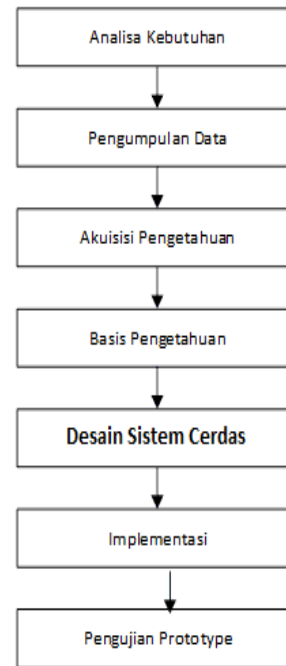 Analisa Kebutuhan
Pengumpulan Data
Akuisisi Pengetahuan
Basis Pengetahuan
Desain Sistem Cerdas
Implementasi
Pengujian Prototype